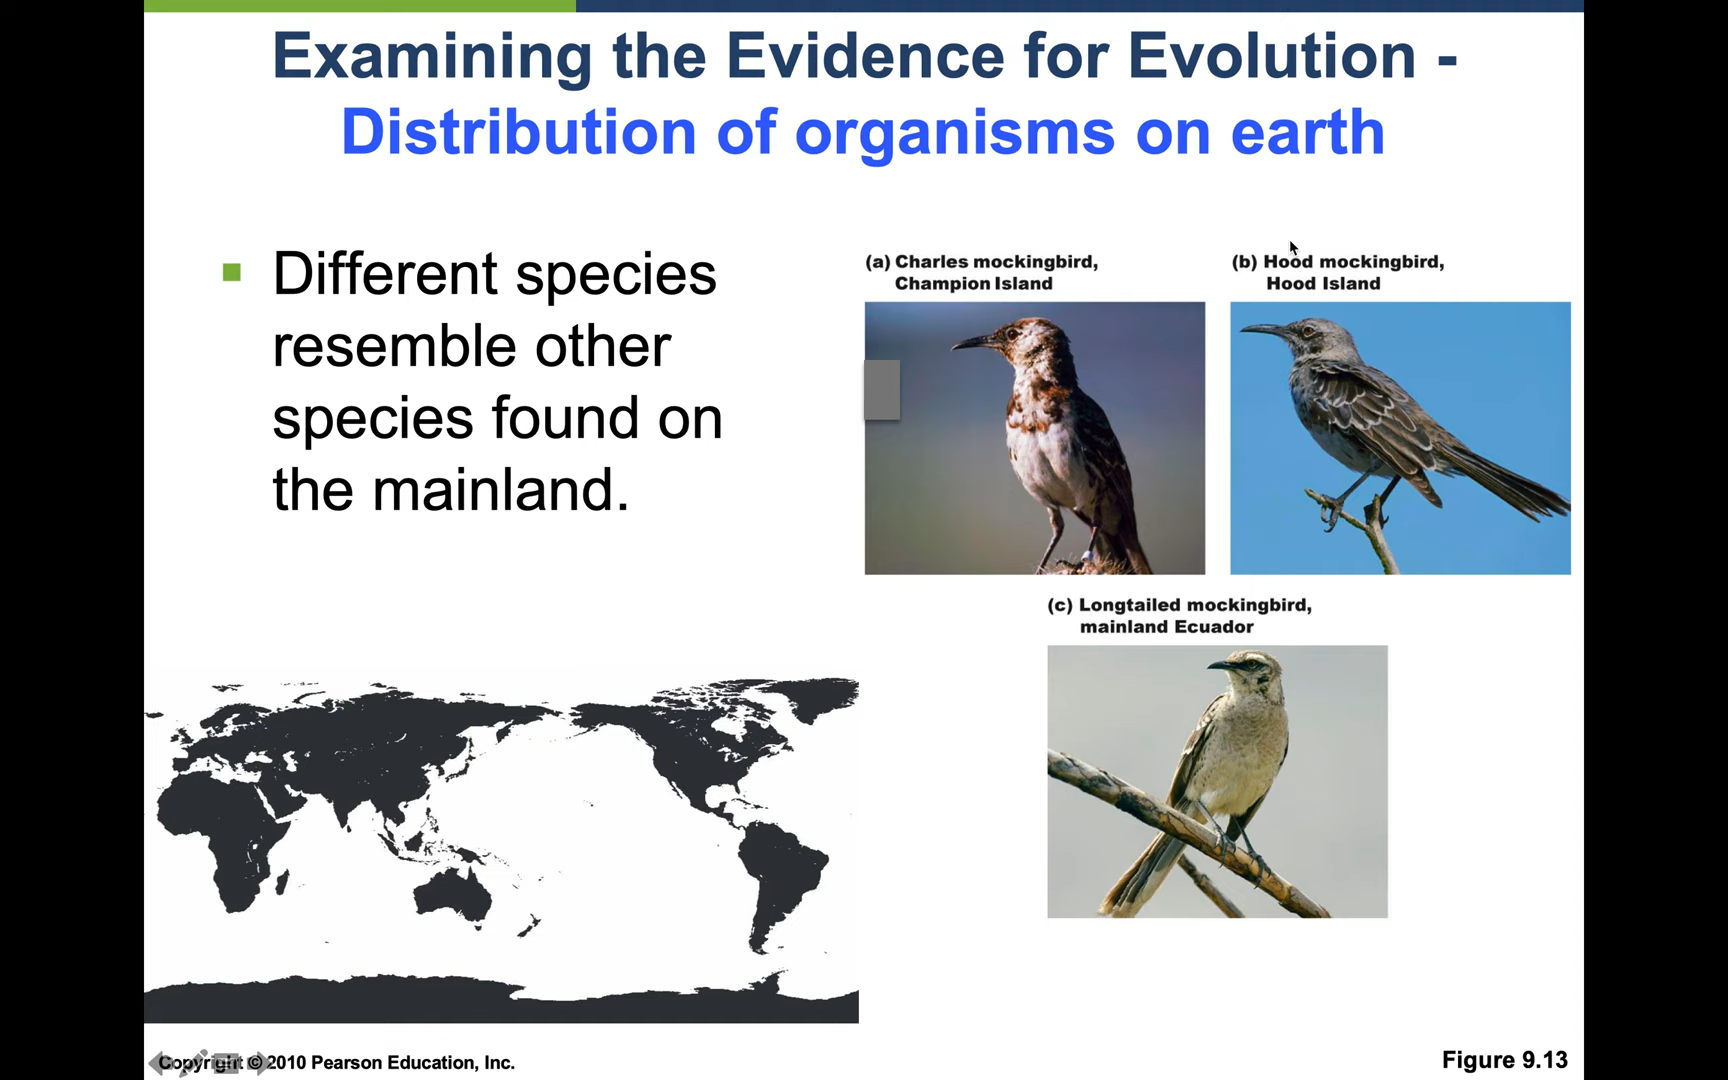 Examining the Evidence for Evolution -
Distribution of organisms on earth
Different species
resemble other
species found on
the mainland.
(a) Charles mockingbird,
Champion Island
(b) Hood mockingbird,
Hood Island
(c) Longtailed mockingbird,
mainland Ecuador
Copyright © 2010 Pearson Education, Inc.
Figure 9.13